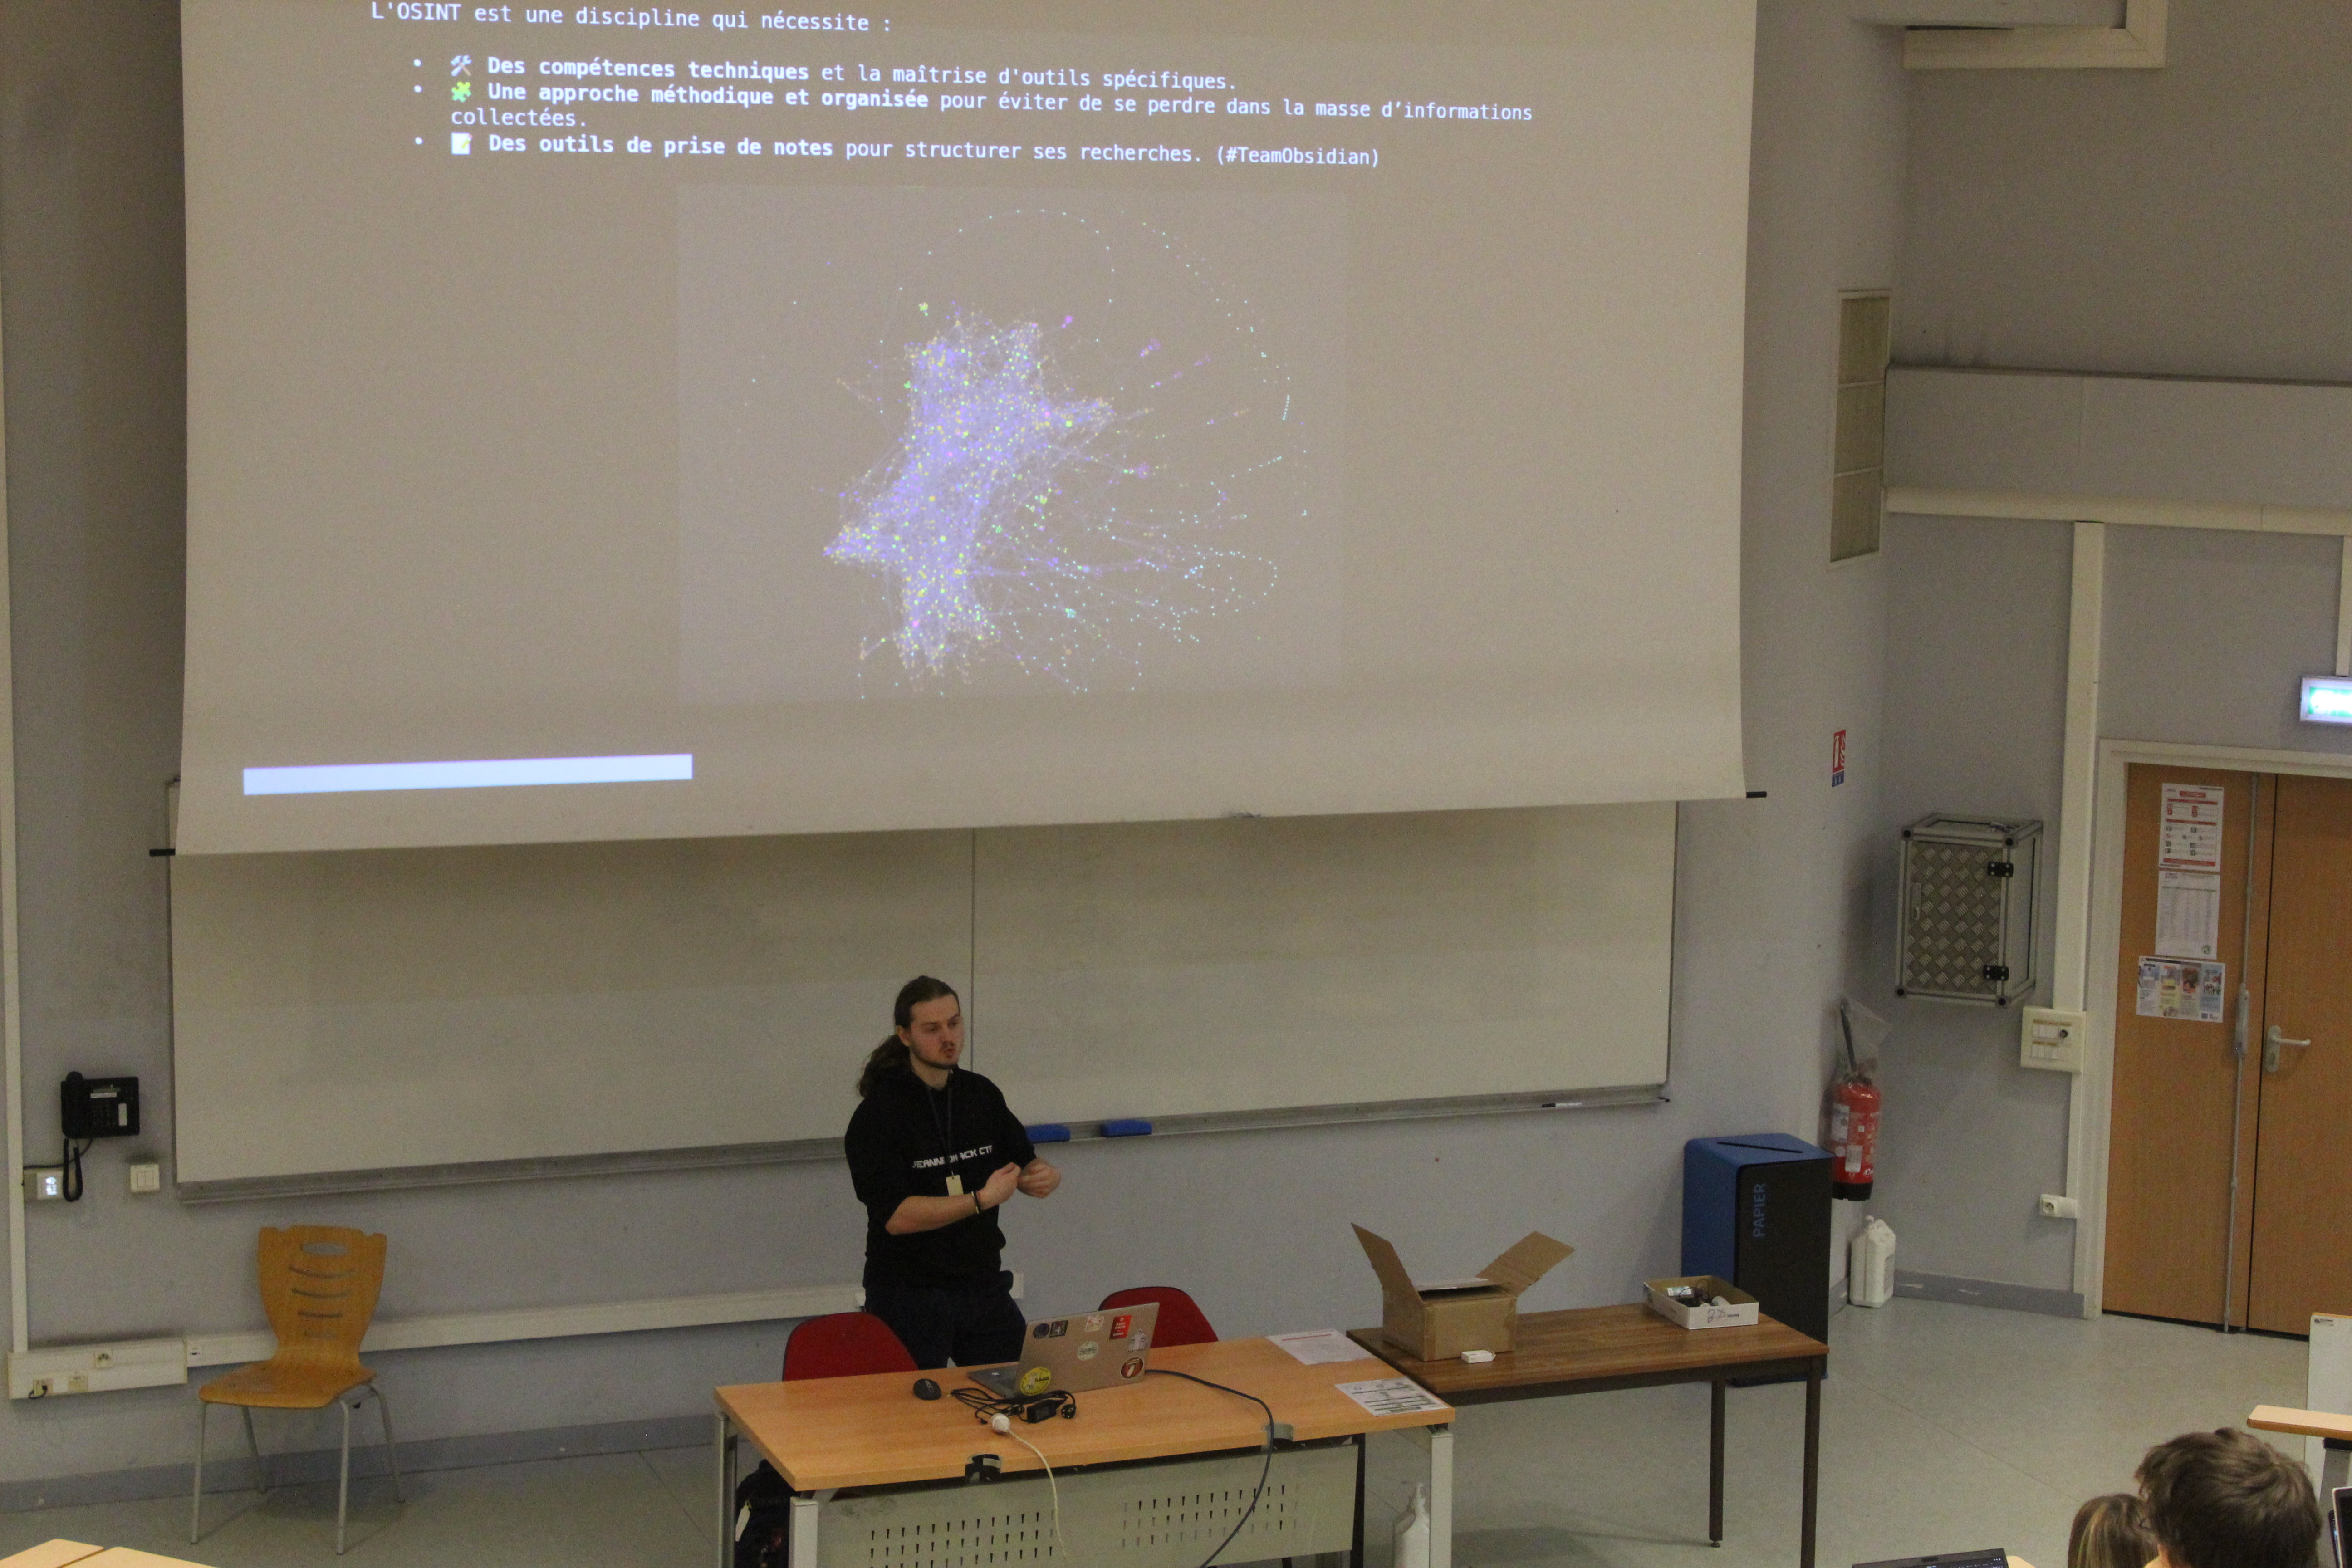 L'OSINT est une discipline qui nécessite :
• 🛠 Des compétences techniques et la maîtrise d'outils spécifiques.
• 🧩 Une approche méthodique et organisée pour éviter de se perdre dans la masse d’informations
collectées.
• 📝 Des outils de prise de notes pour structurer ses recherches. (#TeamObsidian)
PAPIER